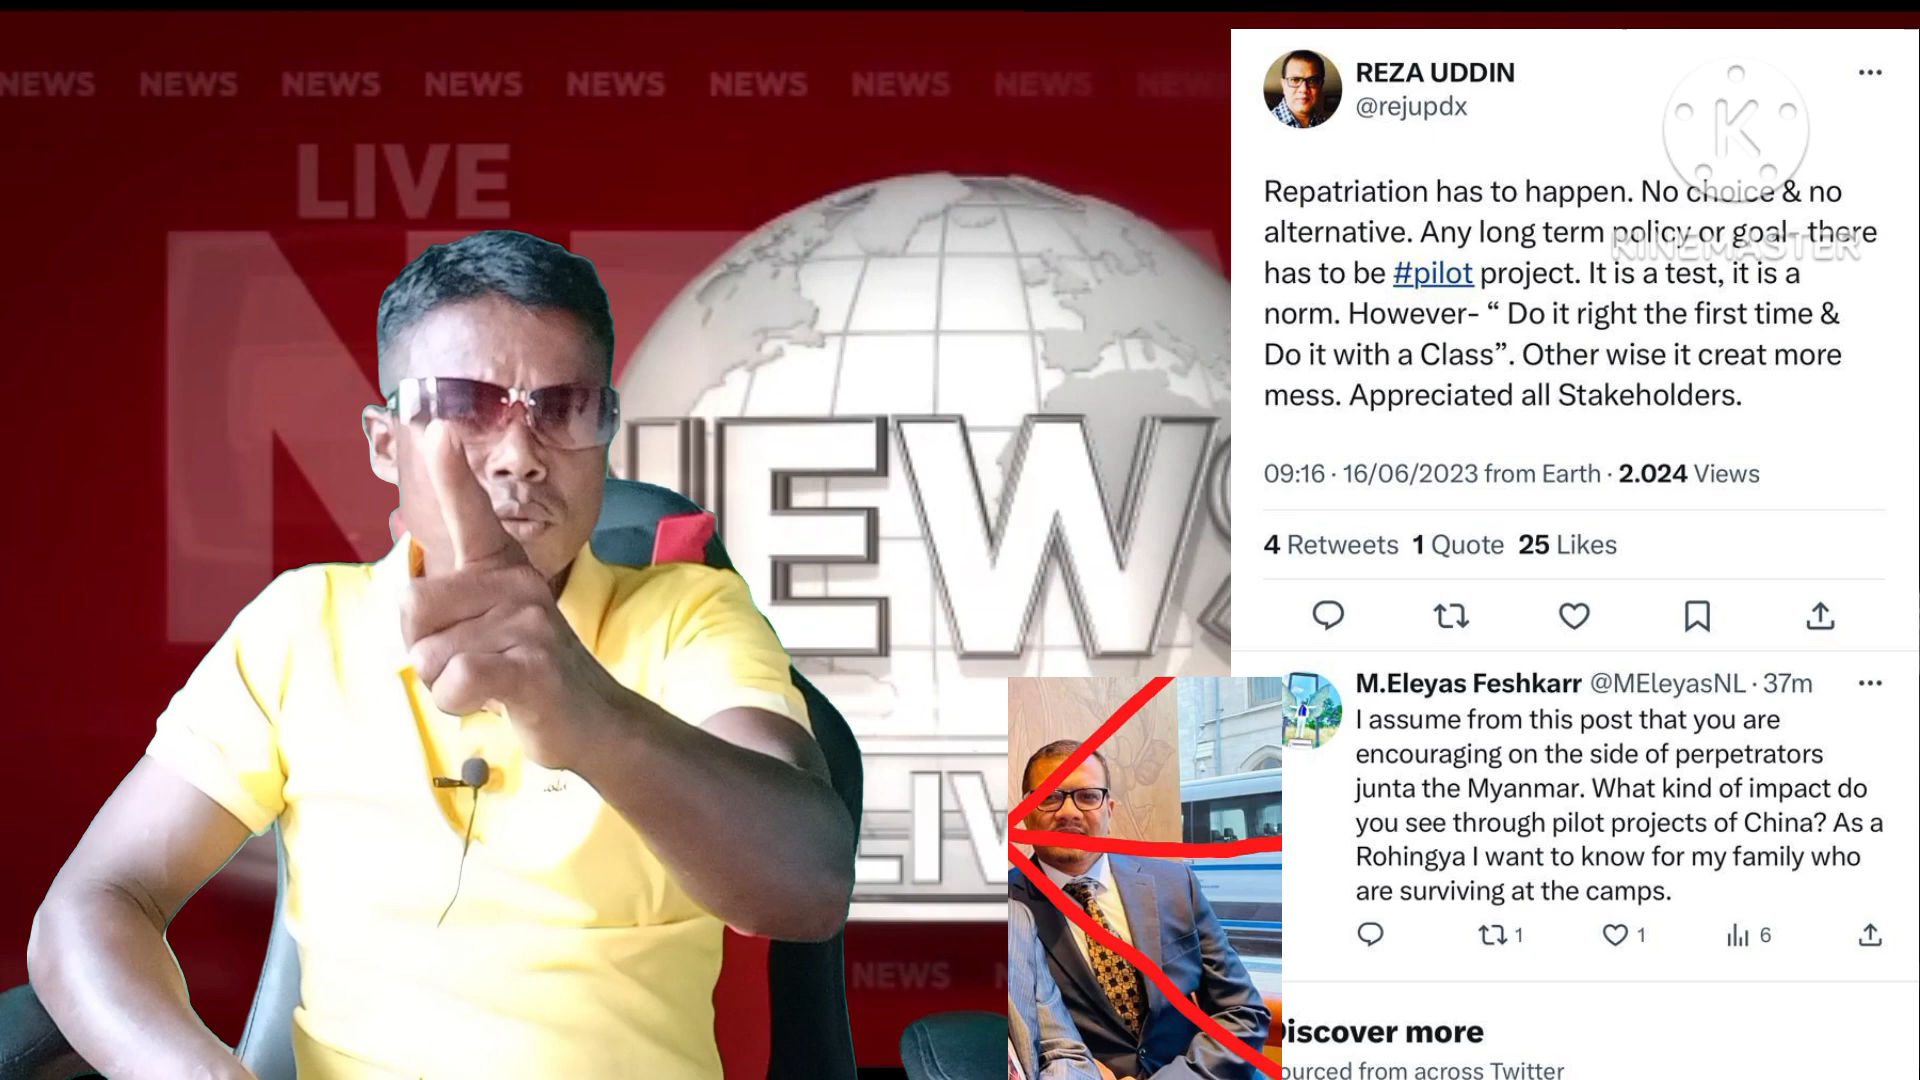 NEWS NEWS NEWS NEWS NEWS NEWS NEWS NEWS NEWS
LIVE
NEWS
LIV
NEWS
REZA UDDIN
@rejupdx
K
KINEMASTER
Repatriation has to happen. No choice & no
alternative. Any long term policy or goal- there
has to be #pilot project. It is a test, it is a
norm. However- “ Do it right the first time &
Do it with a Class”. Other wise it creat more
mess. Appreciated all Stakeholders.
09:16 · 16/06/2023 from Earth · 2.024 Views
4 Retweets 1 Quote 25 Likes
M.Eleyas Feshkarr @MEleyasNL · 37m
I assume from this post that you are
encouraging on the side of perpetrators
junta the Myanmar. What kind of impact do
you see through pilot projects of China? As a
Rohingya I want to know for my family who
are surviving at the camps.
1 1 6
Discover more
ourced from across Twitter